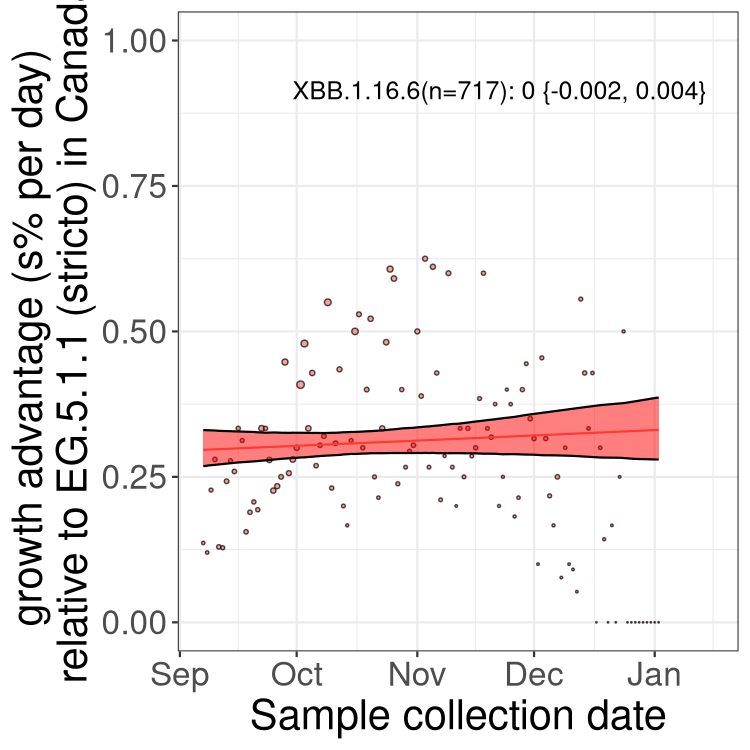 growth advantage (s% per day)
relative to EG.5.1.1 (stricto) in Canada
1.00
XBB.1.16.6(n=717): 0 {-0.002, 0.004}
0.75
0.50
0.25
0.00
Sep Oct Nov Dec Jan
Sample collection date